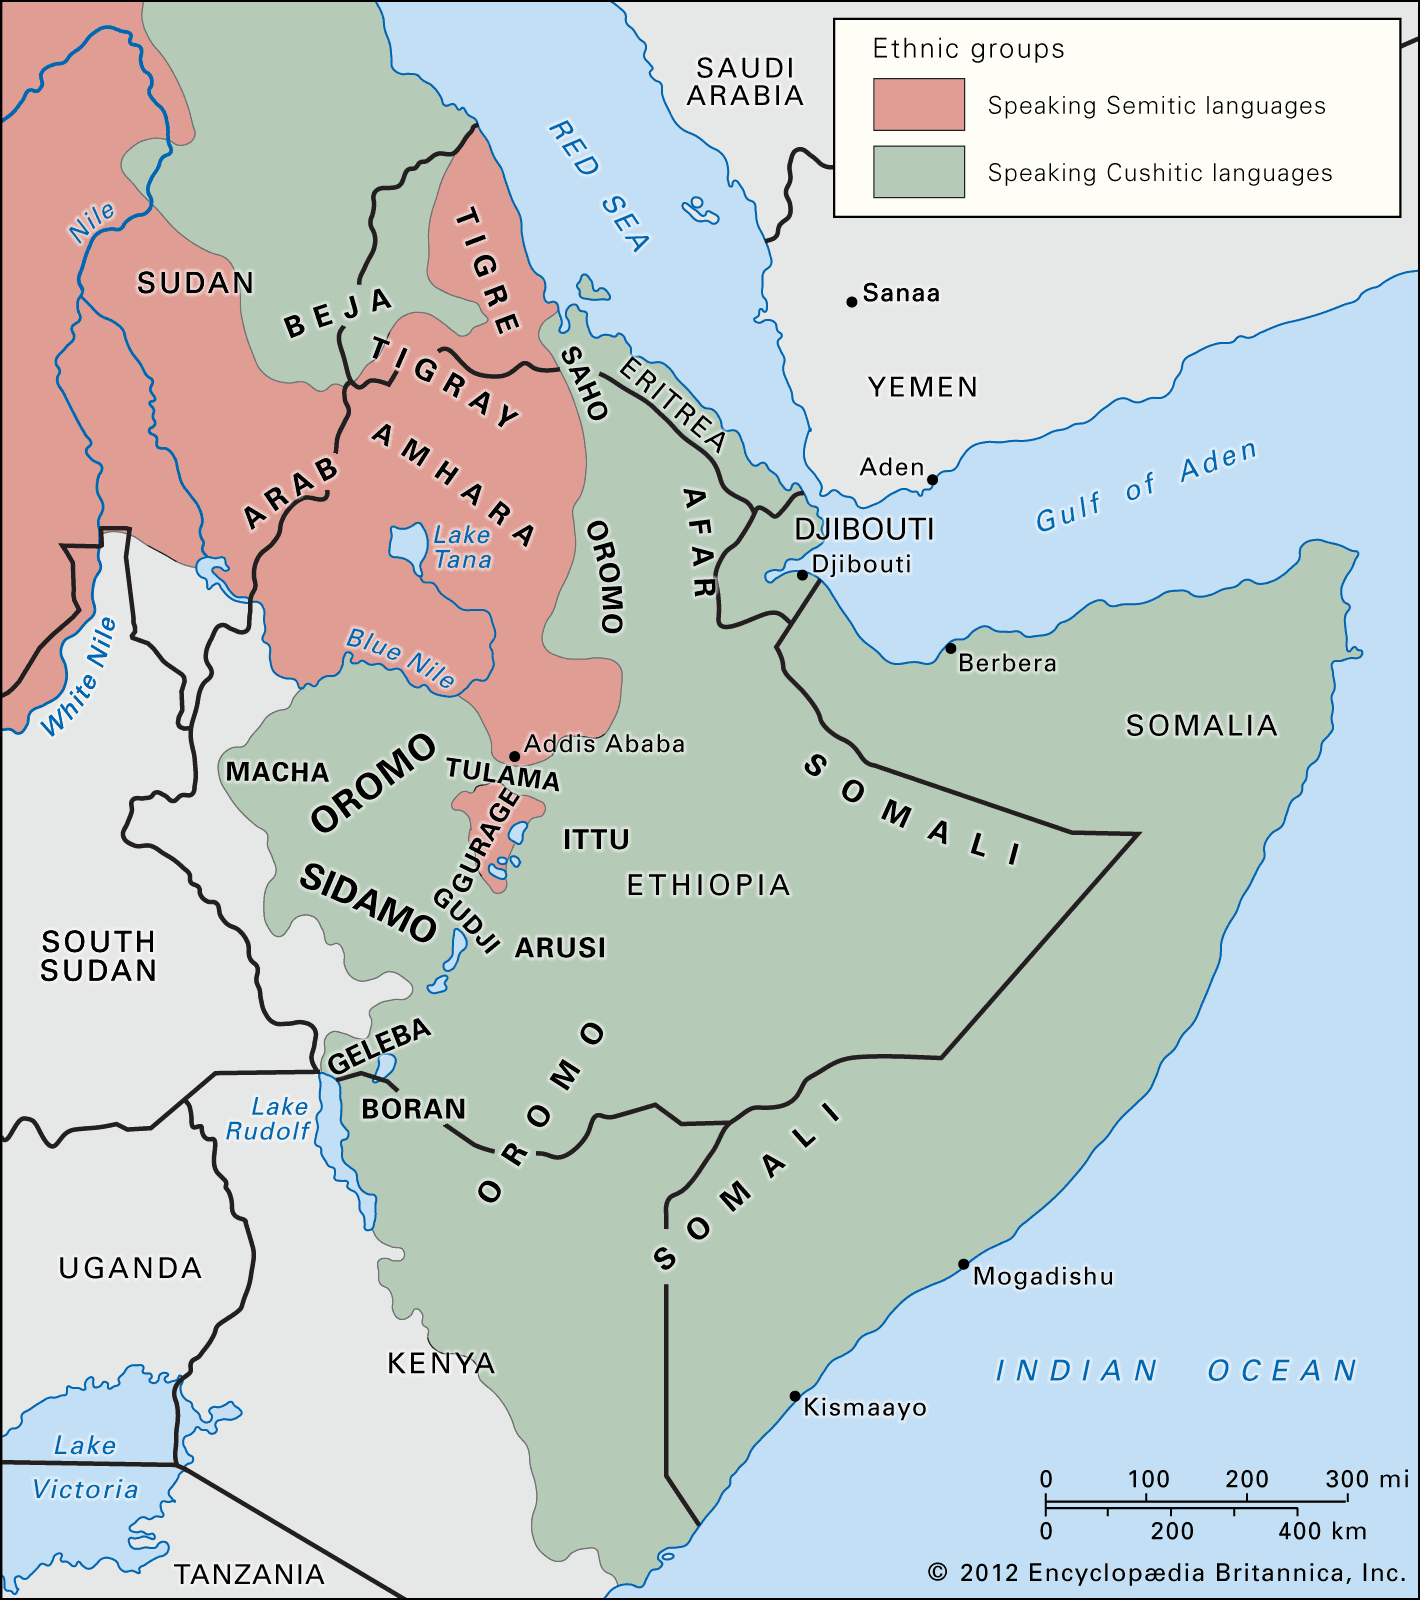 Ethnic groups
Speaking Semitic languages
Speaking Cushitic languages
SAUDI
ARABIA
RED SEA
Nile
SUDAN
BEJA
TIGRE
TIGRAY
SAHO
ERITREA
Sanaa
YEMEN
Aden
Gulf of Aden
ARAB
AMHARA
Lake
Tana
OROMO
AFAR
DJIBOUTI
Djibouti
White Nile
Blue Nile
Berbera
SOMALIA
Addis Ababa
MACHA
OROMO
TULAMA
SOMALI
GURAGE
ITTU
ETHIOPIA
SIDAMO
GUDJI
ARUSI
SOUTH
SUDAN
GELEBA
OROMO
BORAN
Lake
Rudolf
SOMALI
UGANDA
Mogadishu
KENYA
INDIAN OCEAN
Kismaayo
Lake
Victoria
TANZANIA
0 100 200 300 mi
0 200 400 km
© 2012 Encyclopædia Britannica, Inc.